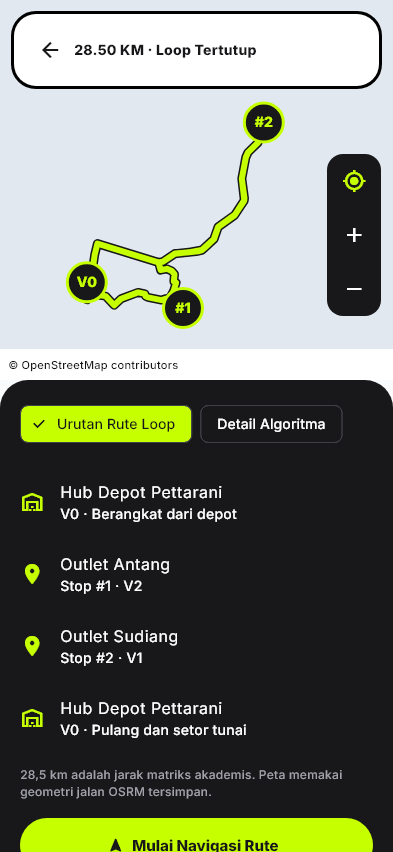 28.50 KM · Loop Tertutup
#2
V0
#1
© OpenStreetMap contributors
Urutan Rute Loop
Detail Algoritma
Hub Depot Pettarani
V0 · Berangkat dari depot
Outlet Antang
Stop #1 · V2
Outlet Sudiang
Stop #2 · V1
Hub Depot Pettarani
V0 · Pulang dan setor tunai
28,5 km adalah jarak matriks akademis. Peta memakai
geometri jalan OSRM tersimpan.
Mulai Navigasi Rute